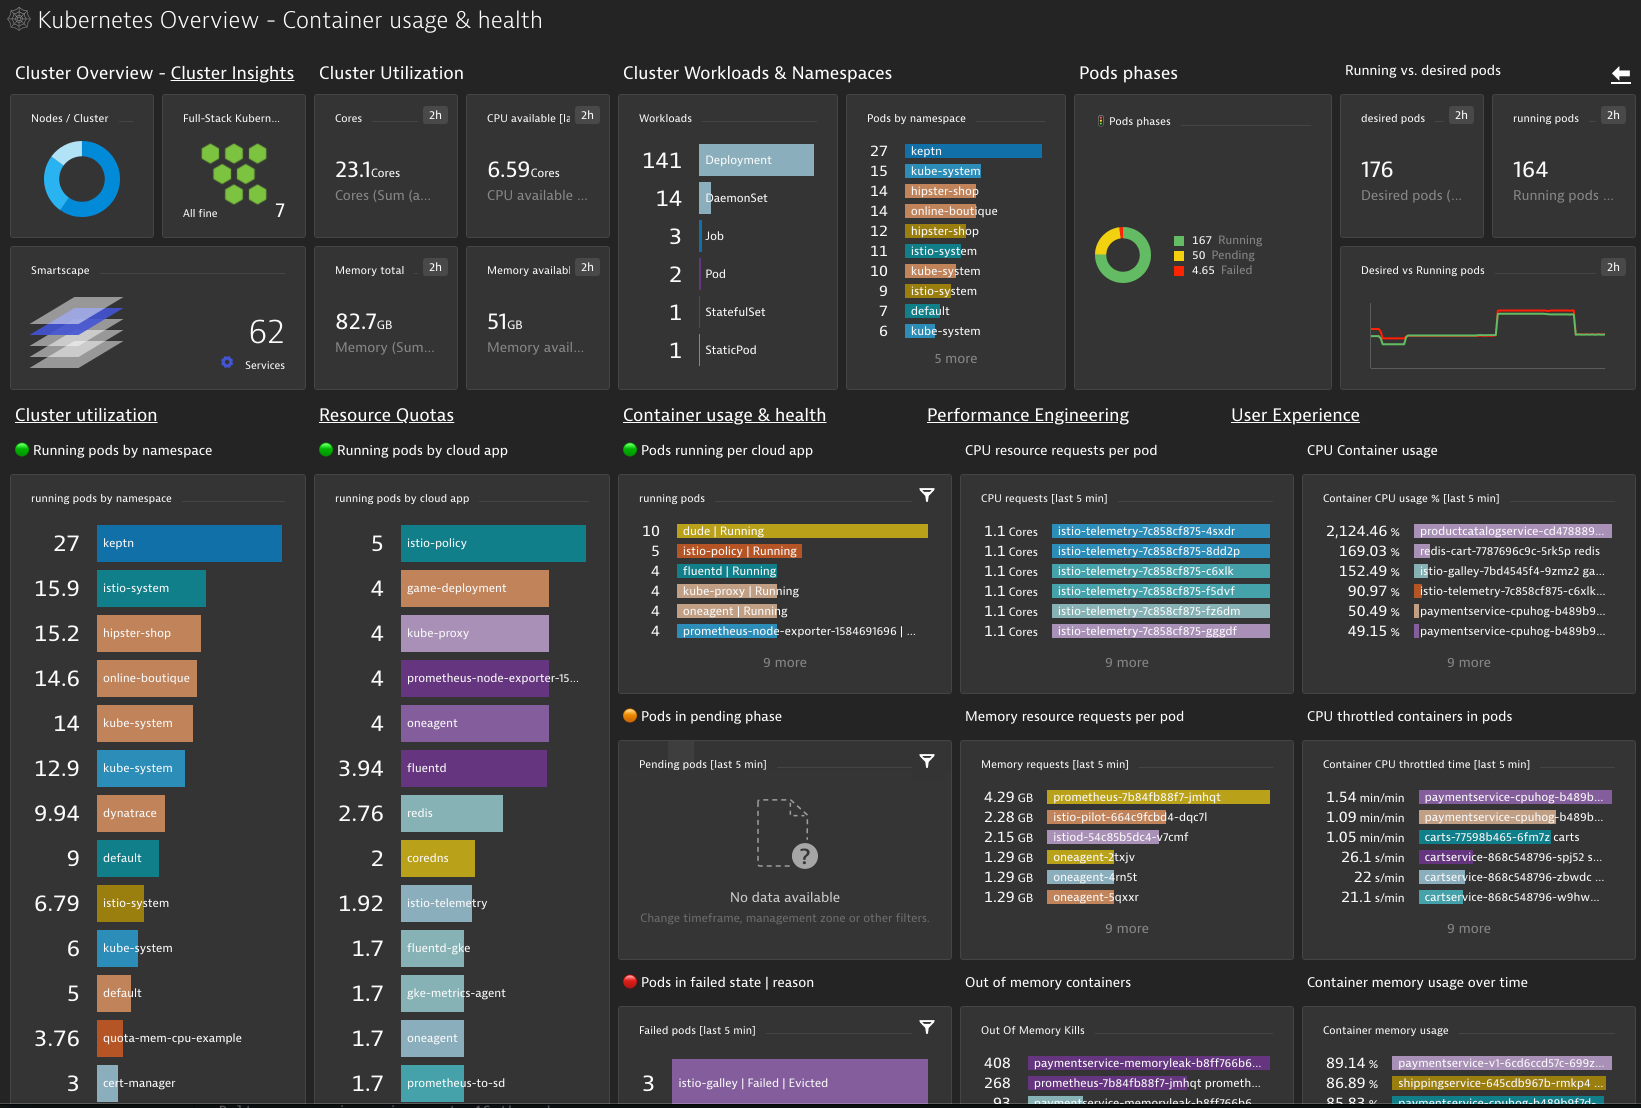 Kubernetes Overview - Container usage & health
Cluster Overview - Cluster Insights
Cluster Utilization
Cluster Workloads & Namespaces
Pods phases
Running vs. desired pods
Nodes / Cluster
Full-Stack Kubern...
All fine
7
Cores
2h
23.1Cores
Cores (Sum (a...
CPU available [la
2h
6.59Cores
CPU available ...
Workloads
141 Deployment
14 DaemonSet
3 Job
2 Pod
1 StatefulSet
1 StaticPod
Pods by namespace
27 keptn
15 kube-system
14 hipster-shop
14 online-boutique
12 hipster-shop
11 istio-system
10 kube-system
9 istio-system
7 default
6 kube-system
5 more
Pods phases
167 Running
50 Pending
4.65 Failed
desired pods
2h
176
Desired pods (...
running pods
2h
164
Running pods ...
Smartscape
62
Services
Memory total
2h
82.7GB
Memory (Sum...
Memory availabl
2h
51GB
Memory avail...
Desired vs Running pods
2h
Cluster utilization
Resource Quotas
Container usage & health
Performance Engineering
User Experience
Running pods by namespace
running pods by namespace
27 keptn
15.9 istio-system
15.2 hipster-shop
14.6 online-boutique
14 kube-system
12.9 kube-system
9.94 dynatrace
9 default
6.79 istio-system
6 kube-system
5 default
3.76 quota-mem-cpu-example
3 cert-manager
Running pods by cloud app
running pods by cloud app
5 istio-policy
4 game-deployment
4 kube-proxy
4 prometheus-node-exporter-15...
4 oneagent
3.94 fluentd
2.76 redis
2 coredns
1.92 istio-telemetry
1.7 fluentd-gke
1.7 gke-metrics-agent
1.7 oneagent
1.7 prometheus-to-sd
Pods running per cloud app
running pods
10 dude | Running
5 istio-policy | Running
4 fluentd | Running
4 kube-proxy | Running
4 oneagent | Running
4 prometheus-node-exporter-1584691696 | ...
9 more
CPU resource requests per pod
CPU requests [last 5 min]
1.1 Cores istio-telemetry-7c858cf875-4sxdr
1.1 Cores istio-telemetry-7c858cf875-8dd2p
1.1 Cores istio-telemetry-7c858cf875-c6xlk
1.1 Cores istio-telemetry-7c858cf875-f5dvf
1.1 Cores istio-telemetry-7c858cf875-fz6dm
1.1 Cores istio-telemetry-7c858cf875-gggdf
9 more
CPU Container usage
Container CPU usage % [last 5 min]
2,124.46 % productcatalogservice-cd478889...
169.03 % redis-cart-7787696c9c-5rk5p redis
152.49 % istio-galley-7bd4545f4-9zmz2 ga...
90.97 % istio-telemetry-7c858cf875-c6xlk...
50.49 % paymentservice-cpuhog-b489b9...
49.15 % paymentservice-cpuhog-b489b9...
9 more
Pods in pending phase
Pending pods [last 5 min]
?
No data available
Change timeframe, management zone or other filters.
Memory resource requests per pod
Memory requests [last 5 min]
4.29 GB prometheus-7b84fb88f7-jmhqt
2.28 GB istio-pilot-664c9fcbd4-dqc7l
2.15 GB istiod-54c85b5dc4-v7cmf
1.29 GB oneagent-2txjv
1.29 GB oneagent-4rn5t
1.29 GB oneagent-5qxxr
9 more
CPU throttled containers in pods
Container CPU throttled time [last 5 min]
1.54 min/min paymentservice-cpuhog-b489b...
1.09 min/min paymentservice-cpuhog-b489b...
1.05 min/min carts-77598b465-6fm7z carts
26.1 s/min cartservice-868c548796-spj52 s...
22 s/min cartservice-868c548796-zbwdc ...
21.1 s/min cartservice-868c548796-w9hw...
9 more
Pods in failed state | reason
Failed pods [last 5 min]
3 istio-galley | Failed | Evicted
Out of memory containers
Out Of Memory Kills
408 paymentservice-memoryleak-b8ff766b6...
268 prometheus-7b84fb88f7-jmhqt prometh...
93 paymentservice-memoryleak-b8ff766b6...
Container memory usage over time
Container memory usage
89.14 % paymentservice-v1-6cd6ccd57c-699z...
86.89 % shippingservice-645cdb967b-rmkp4 ...
85.83 % paymentservice-cpuhog-b489b9f7d-...